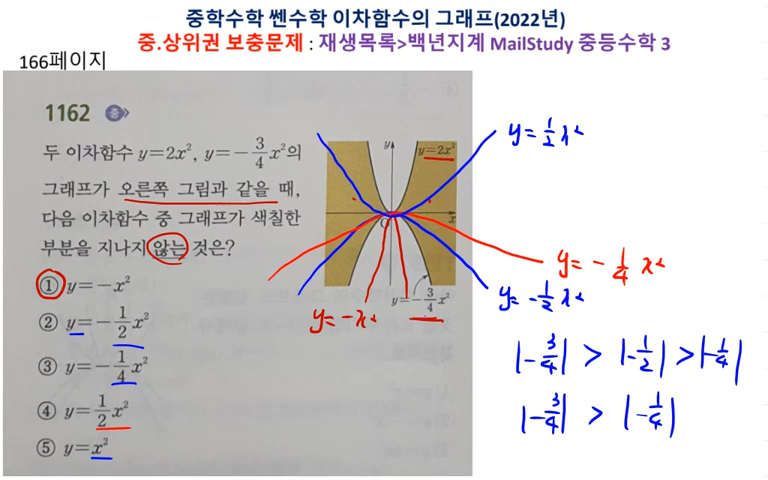 중학수학 쎈수학 이차함수의 그래프(2022년)
중.상위권 보충문제 : 재생목록>백년지계 MailStudy 중등수학 3
166페이지
1162 중
두 이차함수 y=2x², y=-3/4x²의
그래프가 오른쪽 그림과 같을 때,
다음 이차함수 중 그래프가 색칠한
부분을 지나지 않는 것은?
① y=-x²
② y=-1/2x²
③ y=-1/4x²
④ y=1/2x²
⑤ y=x²
y
y=2x²
O
x
y=-3/4x²
y=1/2x²
y=-1/4x²
y=-1/2x²
y=-x²
|-3/4| > |-1/2| > |-1/4|
|-3/4| > |-1/4|